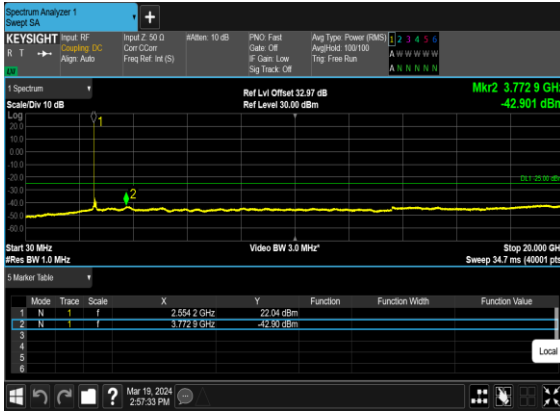 Spectrum Analyzer 1
Swept SA
+
KEYSIGHT Input: RF Input Z: 50 Ω #Atten: 10 dB PNO: Fast Avg Type: Power (RMS) 1 2 3 4 5 6
R T Coupling: DC Corr CCorr Gate: Off Avg|Hold: 100/100 A W W W W W
Align: Auto Freq Ref: Int (S) IF Gain: Low Trig: Free Run
Sig Track: Off A N N N N N
1 Spectrum
Ref Lvl Offset 32.97 dB Mkr2 3.772 9 GHz
Scale/Div 10 dB Ref Level 30.00 dBm -42.901 dBm
Log
20.0
10.0
0.00
-10.0
-20.0
-30.0
-40.0
-50.0
-60.0
1
2
DL1 -25.00 dBm
Start 30 MHz Video BW 3.0 MHz* Stop 20.000 GHz
#Res BW 1.0 MHz Sweep 34.7 ms (40001 pts)
5 Marker Table
Mode Trace Scale X Y Function Function Width Function Value
1 N 1 f 2.554 2 GHz 22.04 dBm
2 N 1 f 3.772 9 GHz -42.90 dBm
3
4
5
6
Local
? Mar 19, 2024
2:57:33 PM